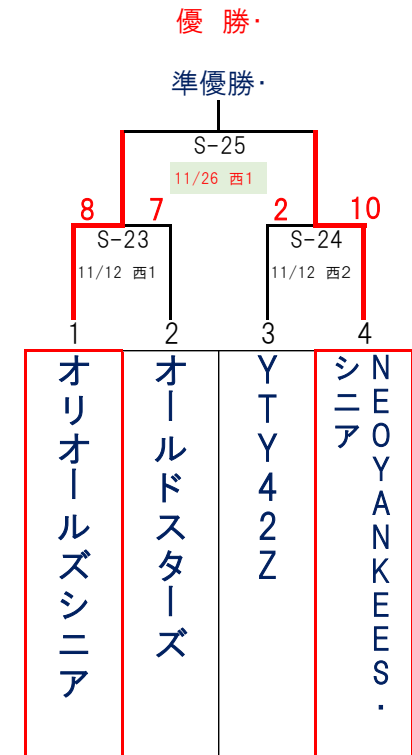 優 勝・
準優勝・
S-25
11/26 西1
8 7 2 10
S-23 S-24
11/12 西1 11/12 西2
1 2 3 4
オリオールズシニア
オールドスターズ
YTY42Z
NEOYANKEES・
シニア